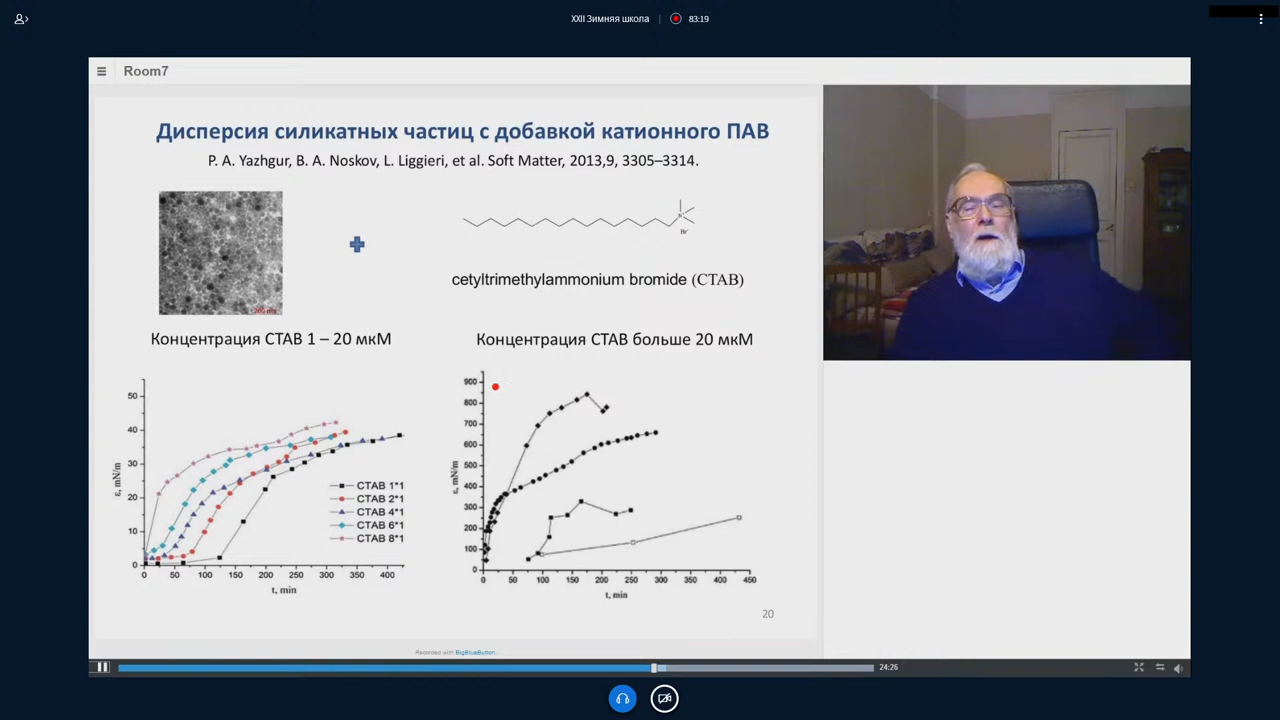 XXII Зимняя школа
83:19
Room7
Дисперсия силикатных частиц с добавкой катионного ПАВ
P. A. Yazhgur, B. A. Noskov, L. Liggieri, et al. Soft Matter, 2013,9, 3305–3314.
Br
cetyltrimethylammonium bromide (CTAB)
Концентрация СТАВ 1 – 20 мкМ
Концентрация СТАВ больше 20 мкМ
50
40
30
20
10
0
ε, mN/m
CTAB 1*1
CTAB 2*1
CTAB 4*1
CTAB 6*1
CTAB 8*1
0 50 100 150 200 250 300 350 400
t, min
900
800
700
600
500
400
300
200
100
0
ε, mN/m
0 50 100 150 200 250 300 350 400 450
t, min
20
Recorded with BigBlueButton.
24:26